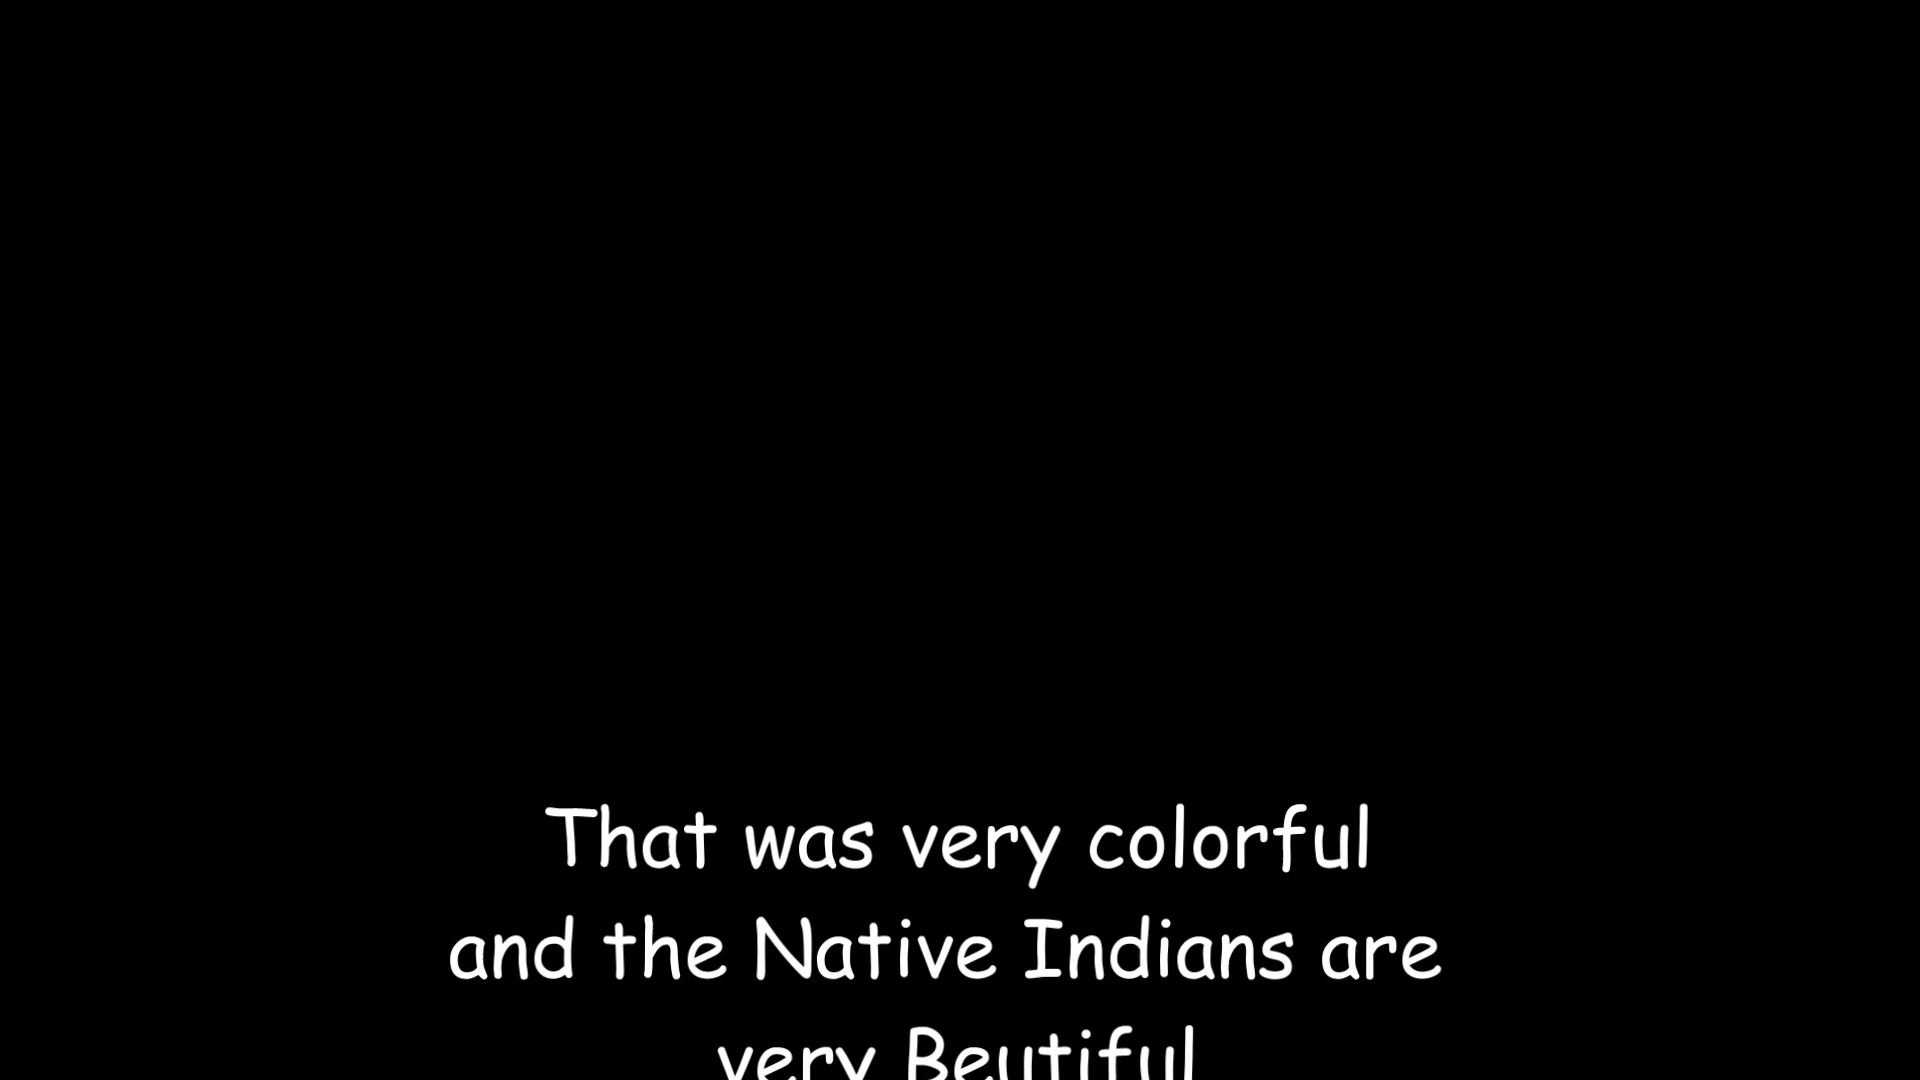 That was very colorful
and the Native Indians are
very Beutiful